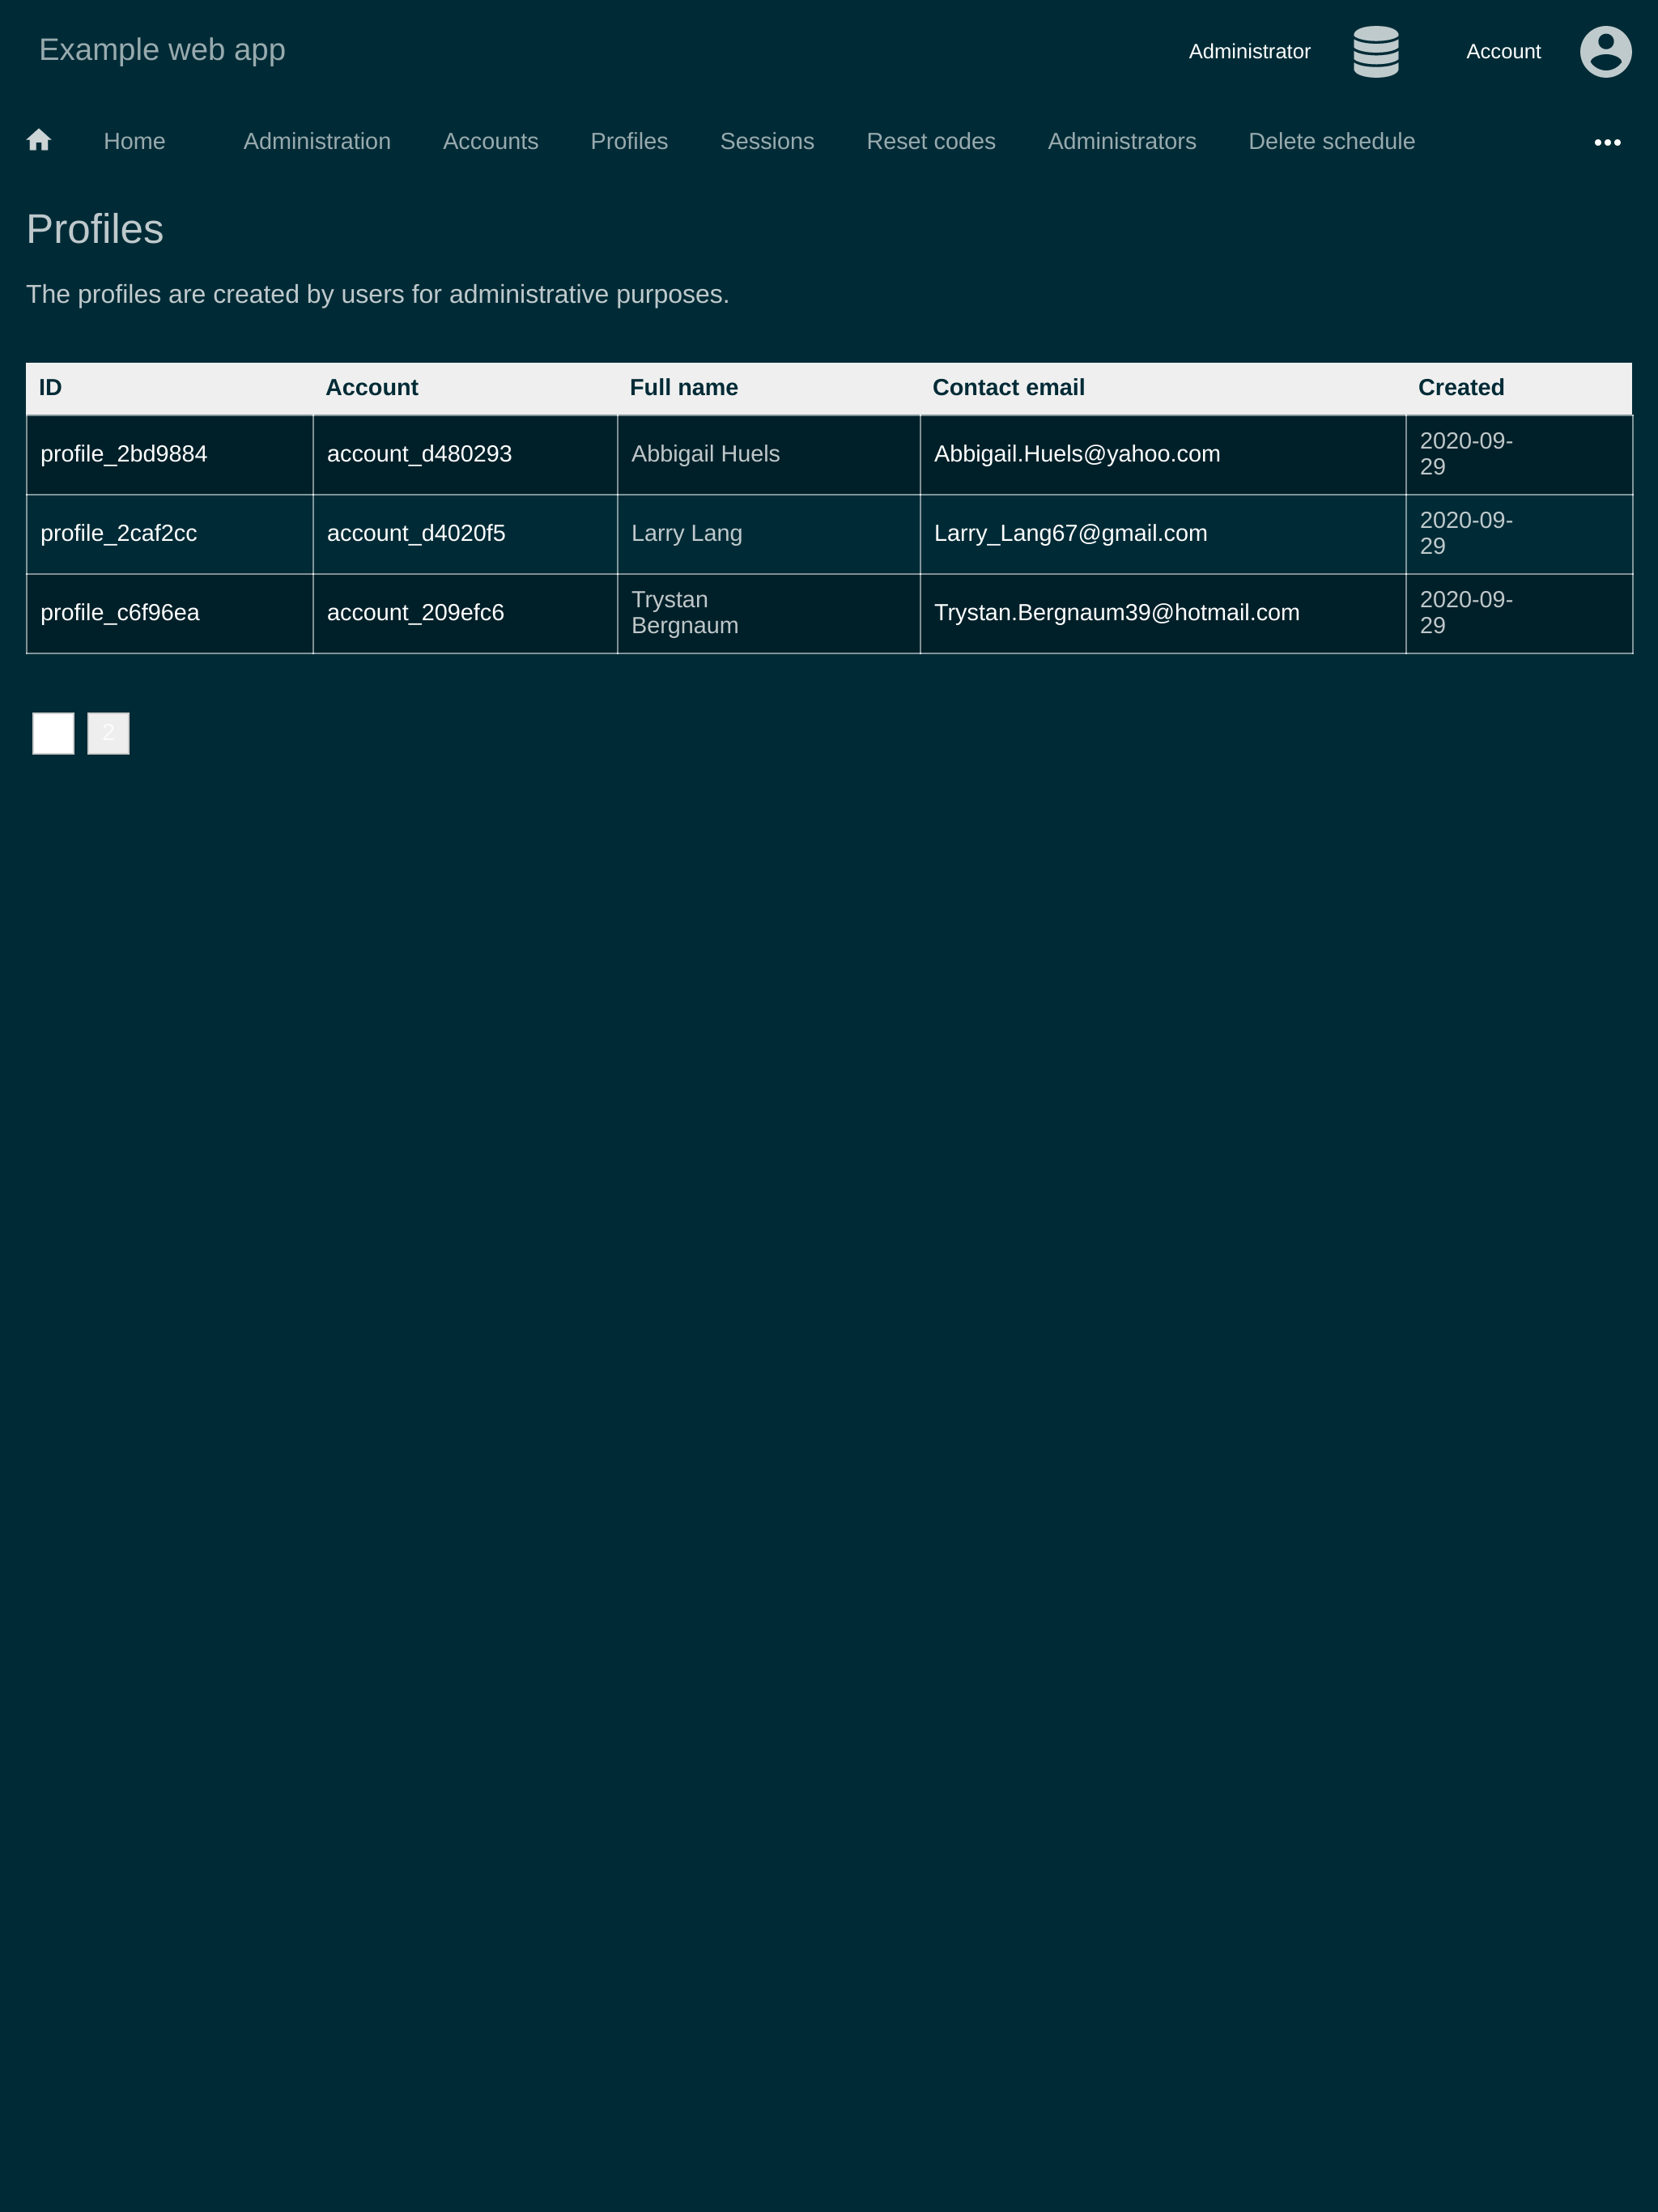 Example web app
Administrator
Account
Home
Administration
Accounts
Profiles
Sessions
Reset codes
Administrators
Delete schedule
Profiles
The profiles are created by users for administrative purposes.
ID
Account
Full name
Contact email
Created
profile_2bd9884
account_d480293
Abbigail Huels
Abbigail.Huels@yahoo.com
2020-09-
29
profile_2caf2cc
account_d4020f5
Larry Lang
Larry_Lang67@gmail.com
2020-09-
29
profile_c6f96ea
account_209efc6
Trystan
Bergnaum
Trystan.Bergnaum39@hotmail.com
2020-09-
29
2